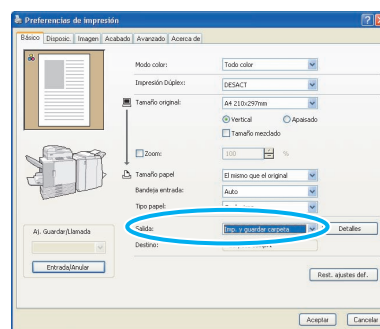 Preferencias de impresión
Básico Disposic. Imagen Acabado Avanzado Acerca de
Modo color: Todo color
Impresión Dúplex: DESACT
Tamaño original: A4 210x297mm
Vertical Apaisado
Tamaño mezclado
Zoom: 100 %
Tamaño papel El mismo que el original
Bandeja entrada: Auto
Tipo papel:
Aj. Guardar/Llamada
Salida: Imp. y guardar carpeta Detalles
Destino:
Entrada/Anular
Rest. ajustes def.
Aceptar Cancelar